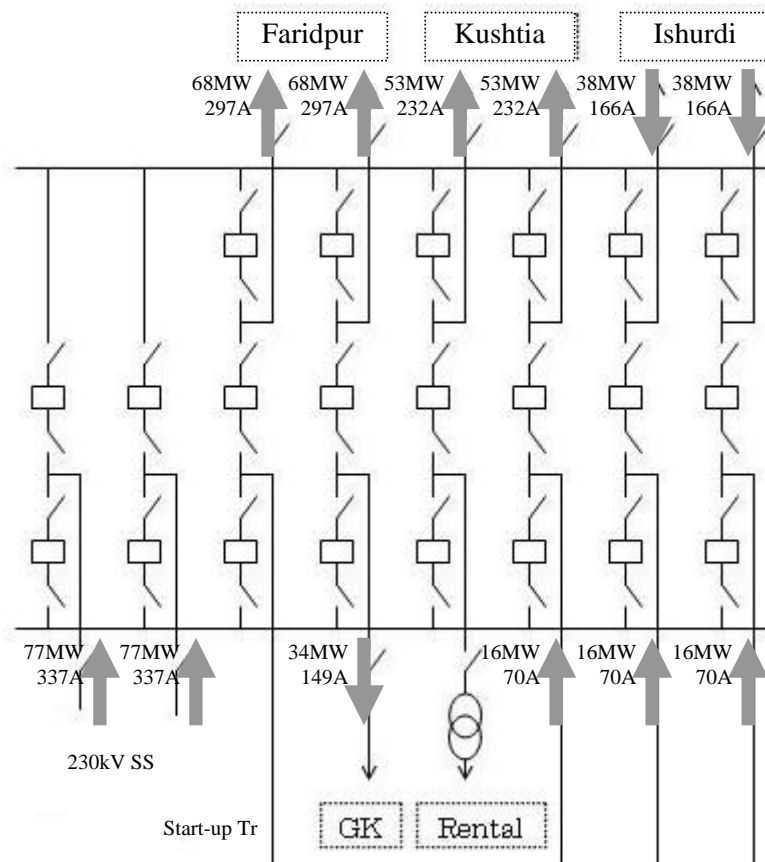 Faridpur Kushtia Ishurdi
68MW 68MW 53MW 53MW 38MW 38MW
297A 297A 232A 232A 166A 166A
77MW 77MW 34MW 16MW 16MW 16MW
337A 337A 149A 70A 70A 70A
230kV SS
Start-up Tr GK Rental